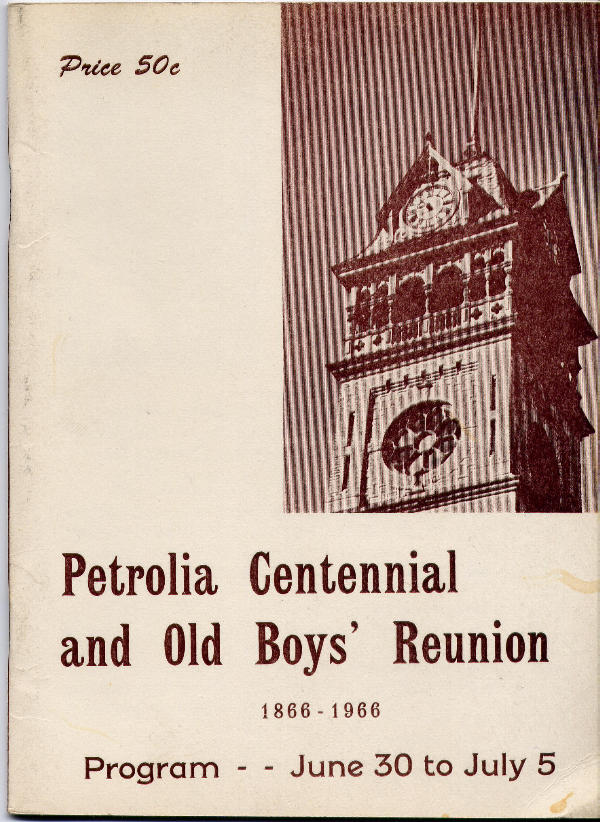 Price 50c
Petrolia Centennial
and Old Boys' Reunion
1866-1966
Program - - June 30 to July 5